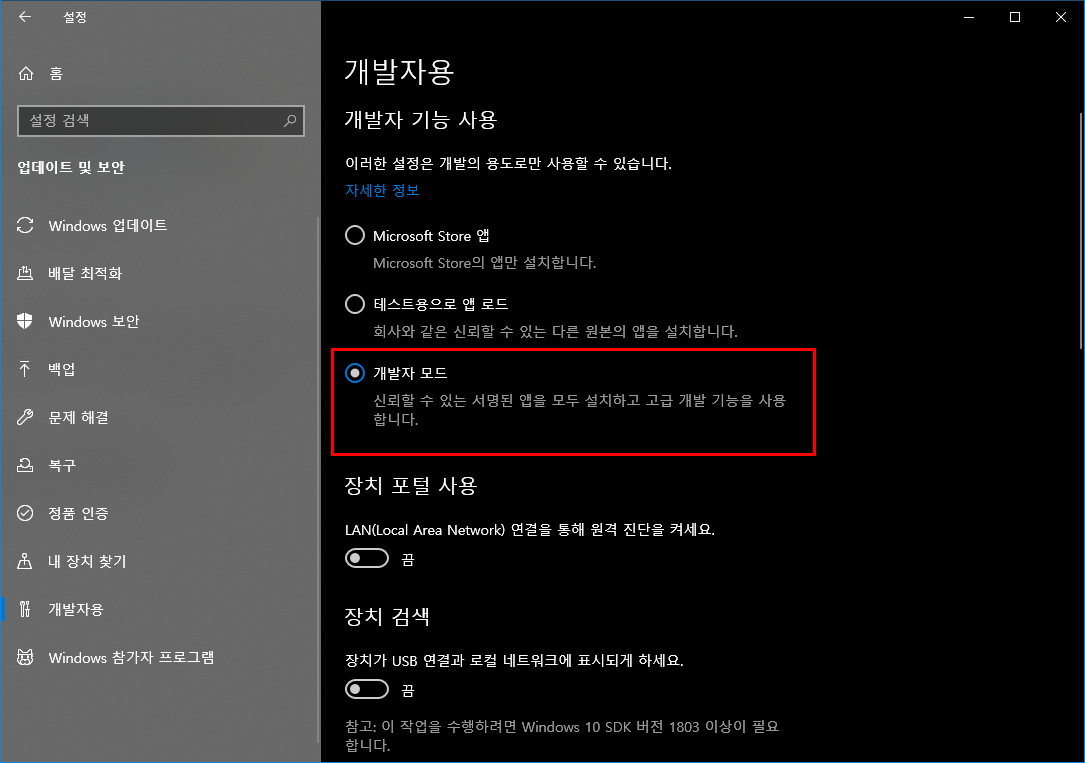 설정
홈
설정 검색
업데이트 및 보안
Windows 업데이트
배달 최적화
Windows 보안
백업
문제 해결
복구
정품 인증
내 장치 찾기
개발자용
Windows 참가자 프로그램
개발자용
개발자 기능 사용
이러한 설정은 개발의 용도로만 사용할 수 있습니다.
자세한 정보
Microsoft Store 앱
Microsoft Store의 앱만 설치합니다.
테스트용으로 앱 로드
회사와 같은 신뢰할 수 있는 다른 원본의 앱을 설치합니다.
개발자 모드
신뢰할 수 있는 서명된 앱을 모두 설치하고 고급 개발 기능을 사용
합니다.
장치 포털 사용
LAN(Local Area Network) 연결을 통해 원격 진단을 켜세요.
끔
장치 검색
장치가 USB 연결과 로컬 네트워크에 표시되게 하세요.
끔
참고: 이 작업을 수행하려면 Windows 10 SDK 버전 1803 이상이 필요
합니다.